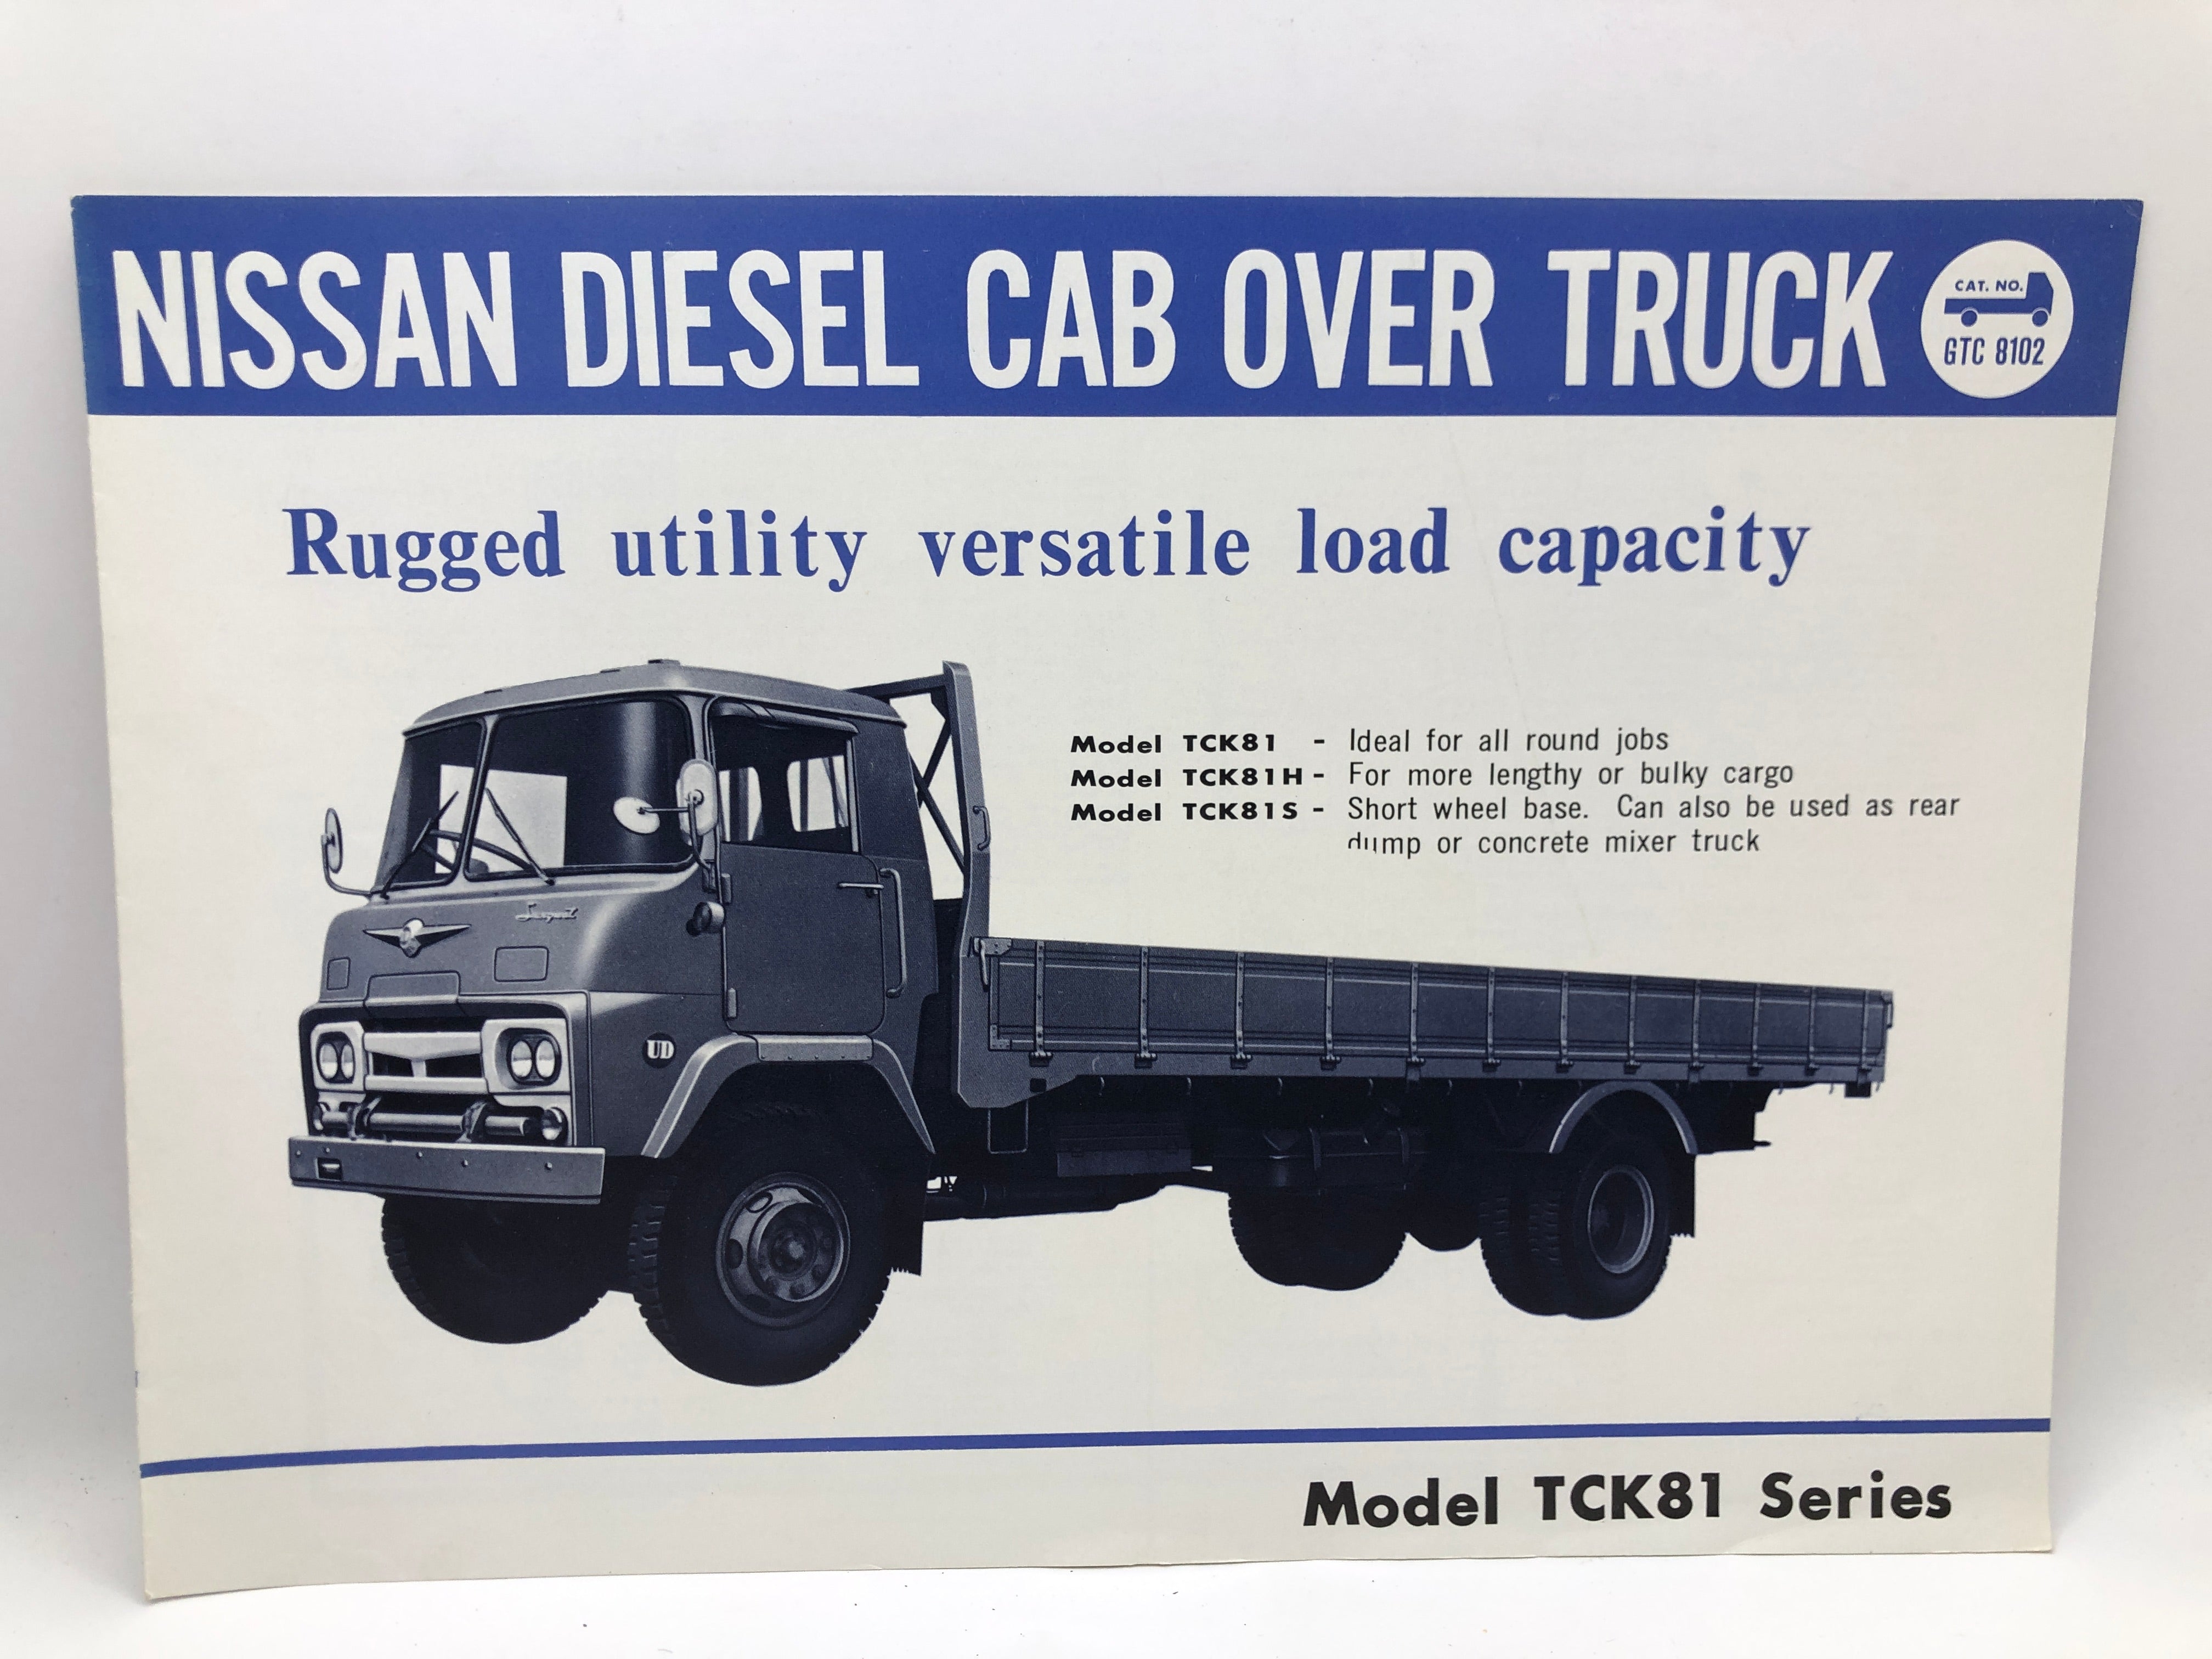 NISSAN DIESEL CAB OVER TRUCK
CAT. NO.
GTC 8102
Rugged utility versatile load capacity
Model TCK81 - Ideal for all round jobs
Model TCK81H - For more lengthy or bulky cargo
Model TCK81S - Short wheel base. Can also be used as rear
dump or concrete mixer truck
UD
Model TCK81 Series